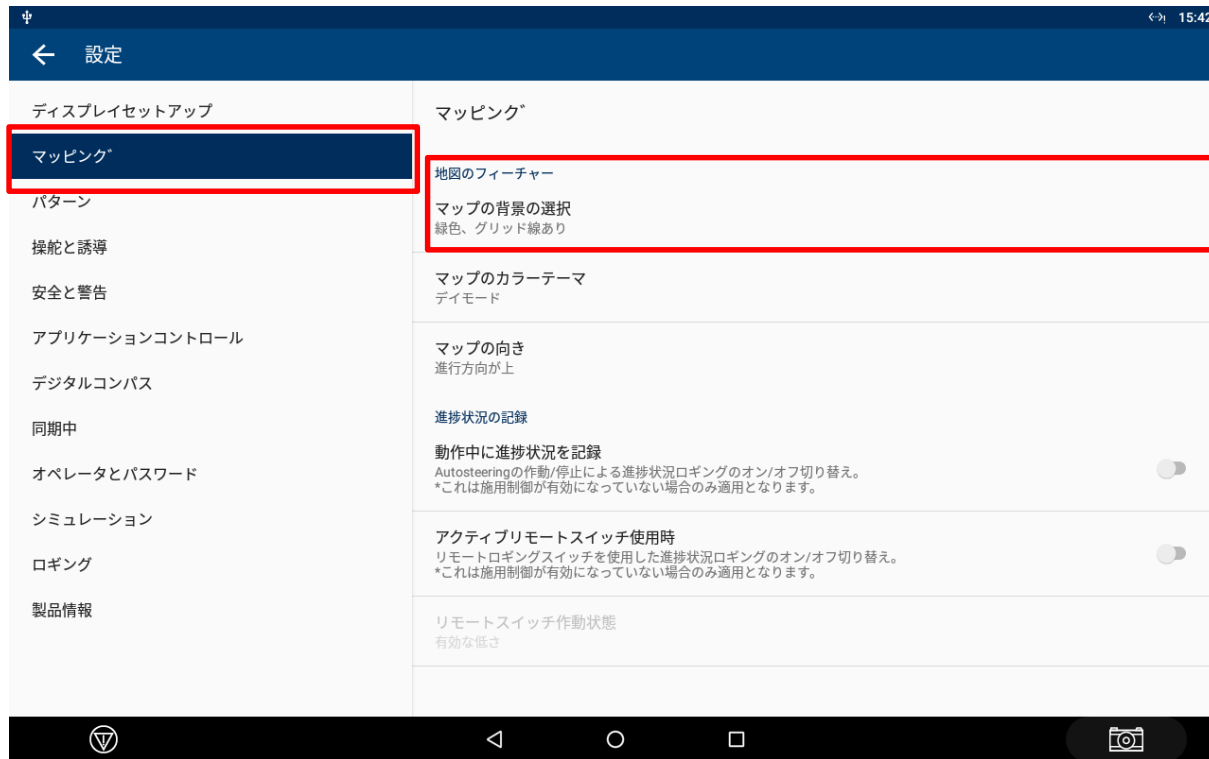 15:42
設定
ディスプレイセットアップ
マッピング
パターン
操舵と誘導
安全と警告
アプリケーションコントロール
デジタルコンパス
同期中
オペレータとパスワード
シミュレーション
ロギング
製品情報
マッピング
地図のフィーチャー
マップの背景の選択
緑色、グリッド線あり
マップのカラーテーマ
デイモード
マップの向き
進行方向が上
進捗状況の記録
動作中に進捗状況を記録
Autosteeringの作動/停止による進捗状況ロギングのオン/オフ切り替え。
*これは施用制御が有効になっていない場合のみ適用となります。
アクティブリモートスイッチ使用時
リモートロギングスイッチを使用した進捗状況ロギングのオン/オフ切り替え。
*これは施用制御が有効になっていない場合のみ適用となります。
リモートスイッチ作動状態
有効な低さ